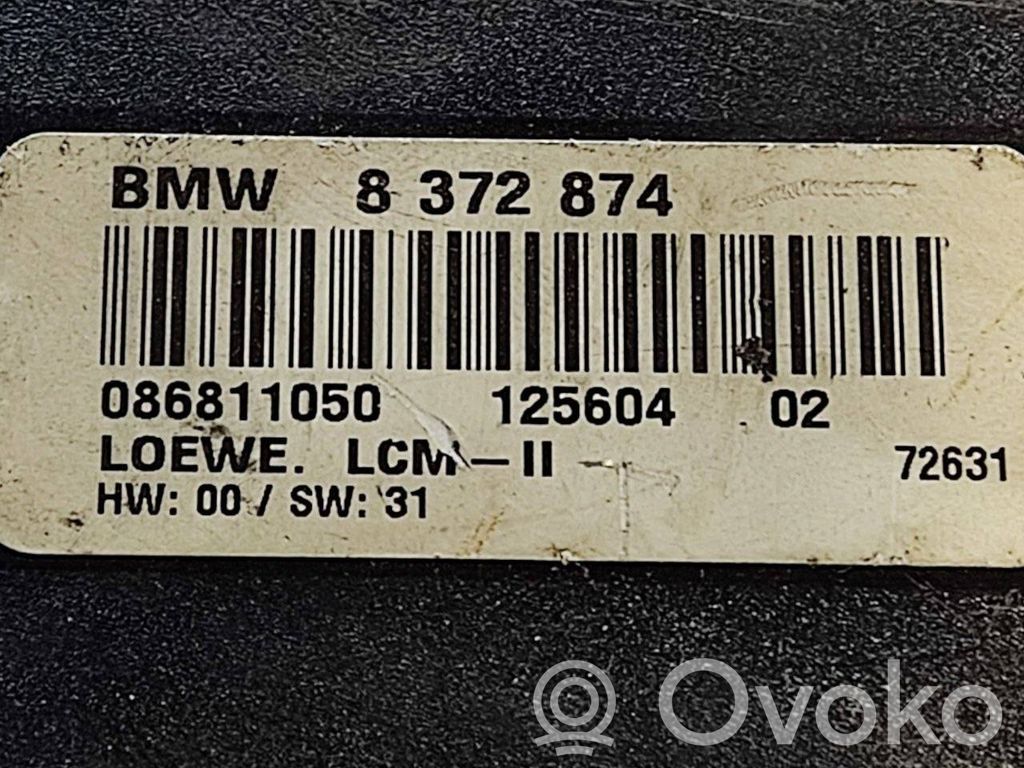 BMW 8 372 874
086811050 125604 02
LOEWE. LCM-II 72631
HW: 00 / SW: 31
R Ovoko